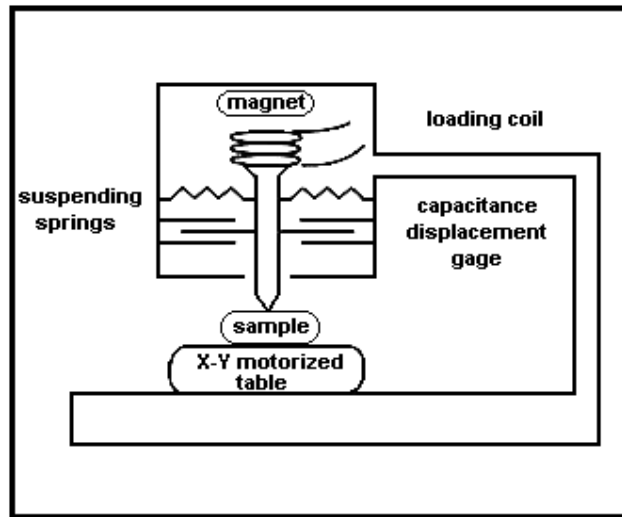 magnet
loading coil
suspending
springs
capacitance
displacement
gage
sample
X-Y motorized
table